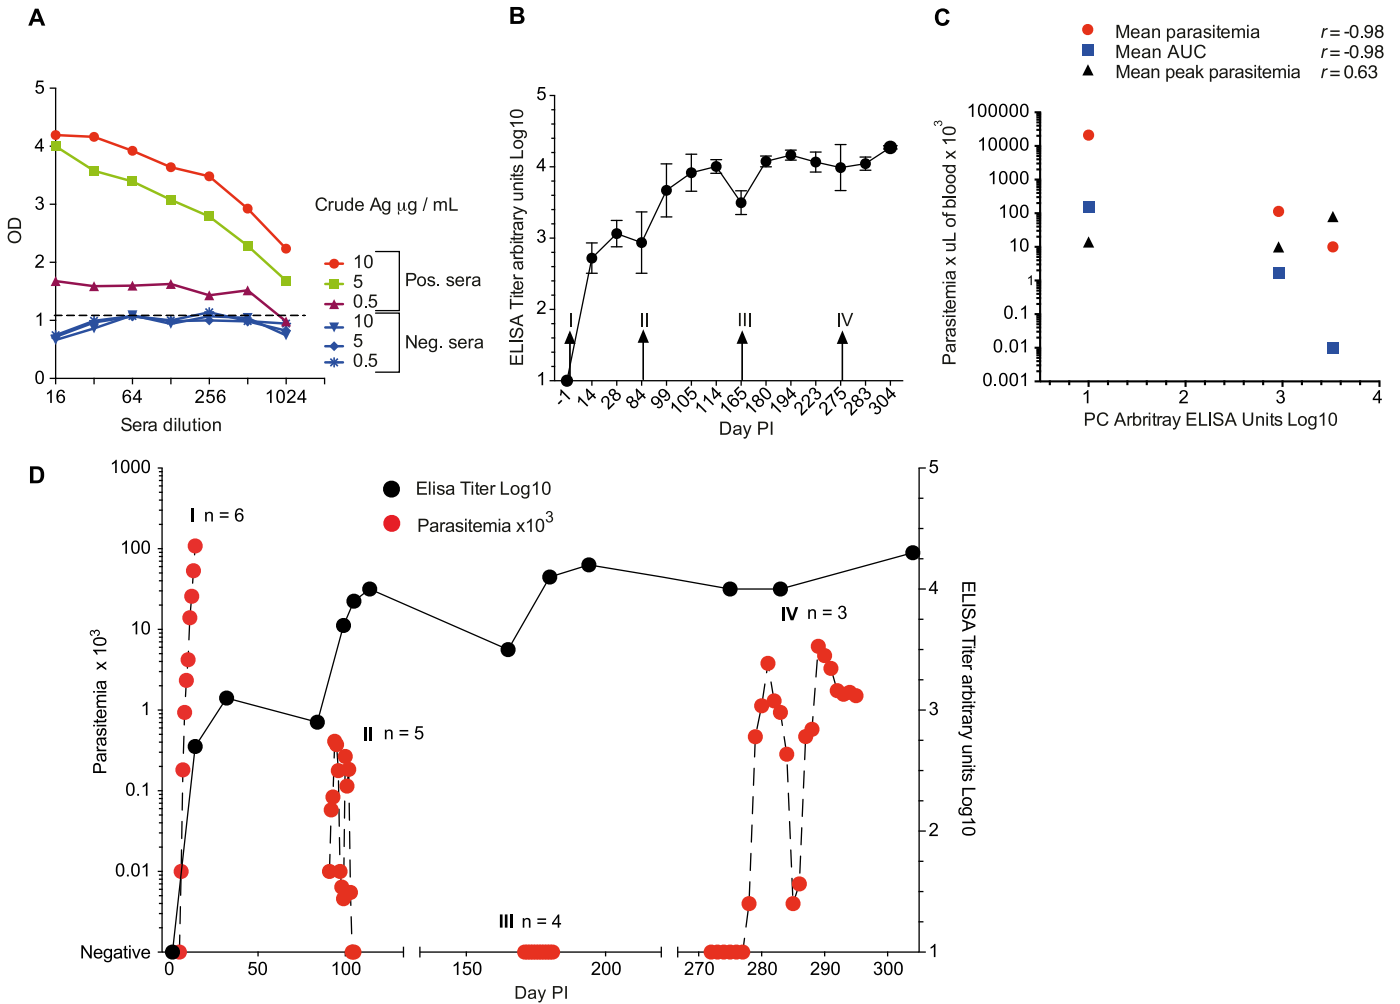 A
OD
5
4
3
2
1
0
16
64
256
1024
Sera dilution
Crude Ag µg / mL
10
5
0.5
Pos. sera
10
5
0.5
Neg. sera
B
ELISA Titer arbitrary units Log10
5
4
3
2
1
I
II
III
IV
-1
14
28
84
99
105
114
165
180
194
223
275
283
304
Day PI
C
Mean parasitemia r = -0.98
Mean AUC r = -0.98
Mean peak parasitemia r = 0.63
Parasitemia x uL of blood x 10³
100000
10000
1000
100
10
1
0.1
0.01
0.001
1
2
3
4
PC Arbritray ELISA Units Log10
D
Elisa Titer Log10
Parasitemia x10³
Parasitemia x 10³
1000
100
10
1
0.1
0.01
Negative
I n = 6
II n = 5
III n = 4
IV n = 3
0
50
100
150
200
270
280
290
300
Day PI
5
4
3
2
1
ELISA Titer arbitrary units Log10